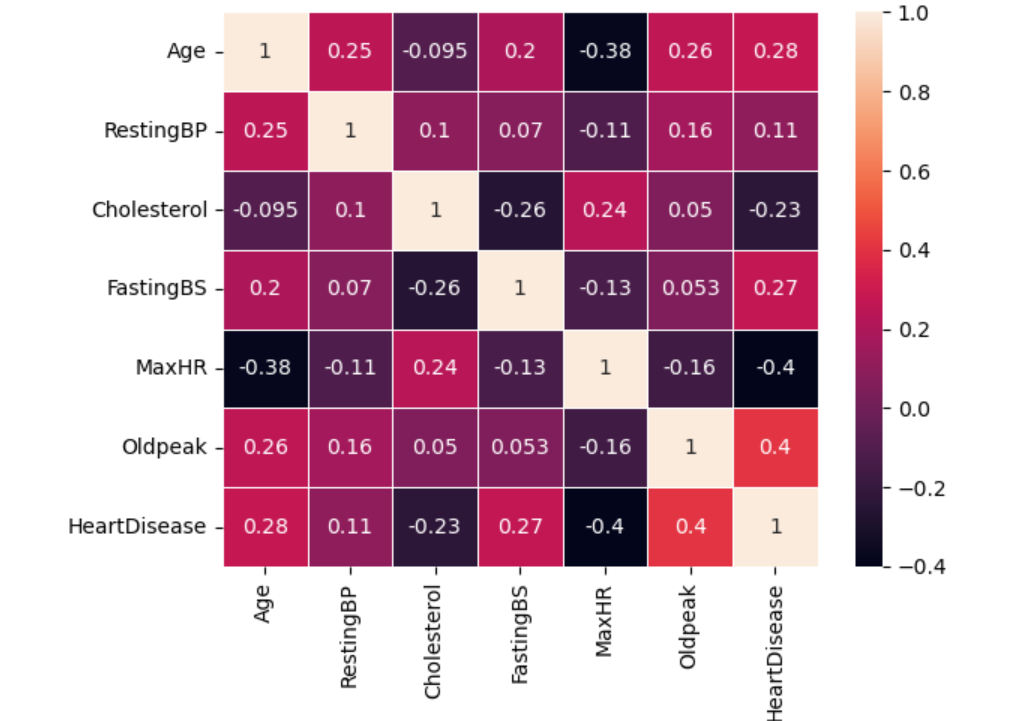 Age 1 0.25 -0.095 0.2 -0.38 0.26 0.28
RestingBP 0.25 1 0.1 0.07 -0.11 0.16 0.11
Cholesterol -0.095 0.1 1 -0.26 0.24 0.05 -0.23
FastingBS 0.2 0.07 -0.26 1 -0.13 0.053 0.27
MaxHR -0.38 -0.11 0.24 -0.13 1 -0.16 -0.4
Oldpeak 0.26 0.16 0.05 0.053 -0.16 1 0.4
HeartDisease 0.28 0.11 -0.23 0.27 -0.4 0.4 1
Age RestingBP Cholesterol FastingBS MaxHR Oldpeak HeartDisease
1.0
0.8
0.6
0.4
0.2
0.0
−0.2
−0.4